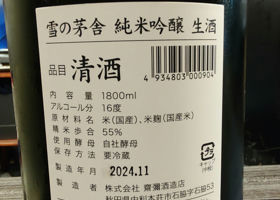 雪の茅舎 純米吟醸 生酒
品目 清酒
4934803000904
内容量 1800ml
アルコール分 16度
原材料名 米(国産)、米麹(国産米)
精米歩合 55%
使用酵母 自社酵母
保存方法 要冷蔵
製造年月 2024.11
製造者 株式会社 齋彌酒造店
秋田県由利本荘市石脇字石脇53